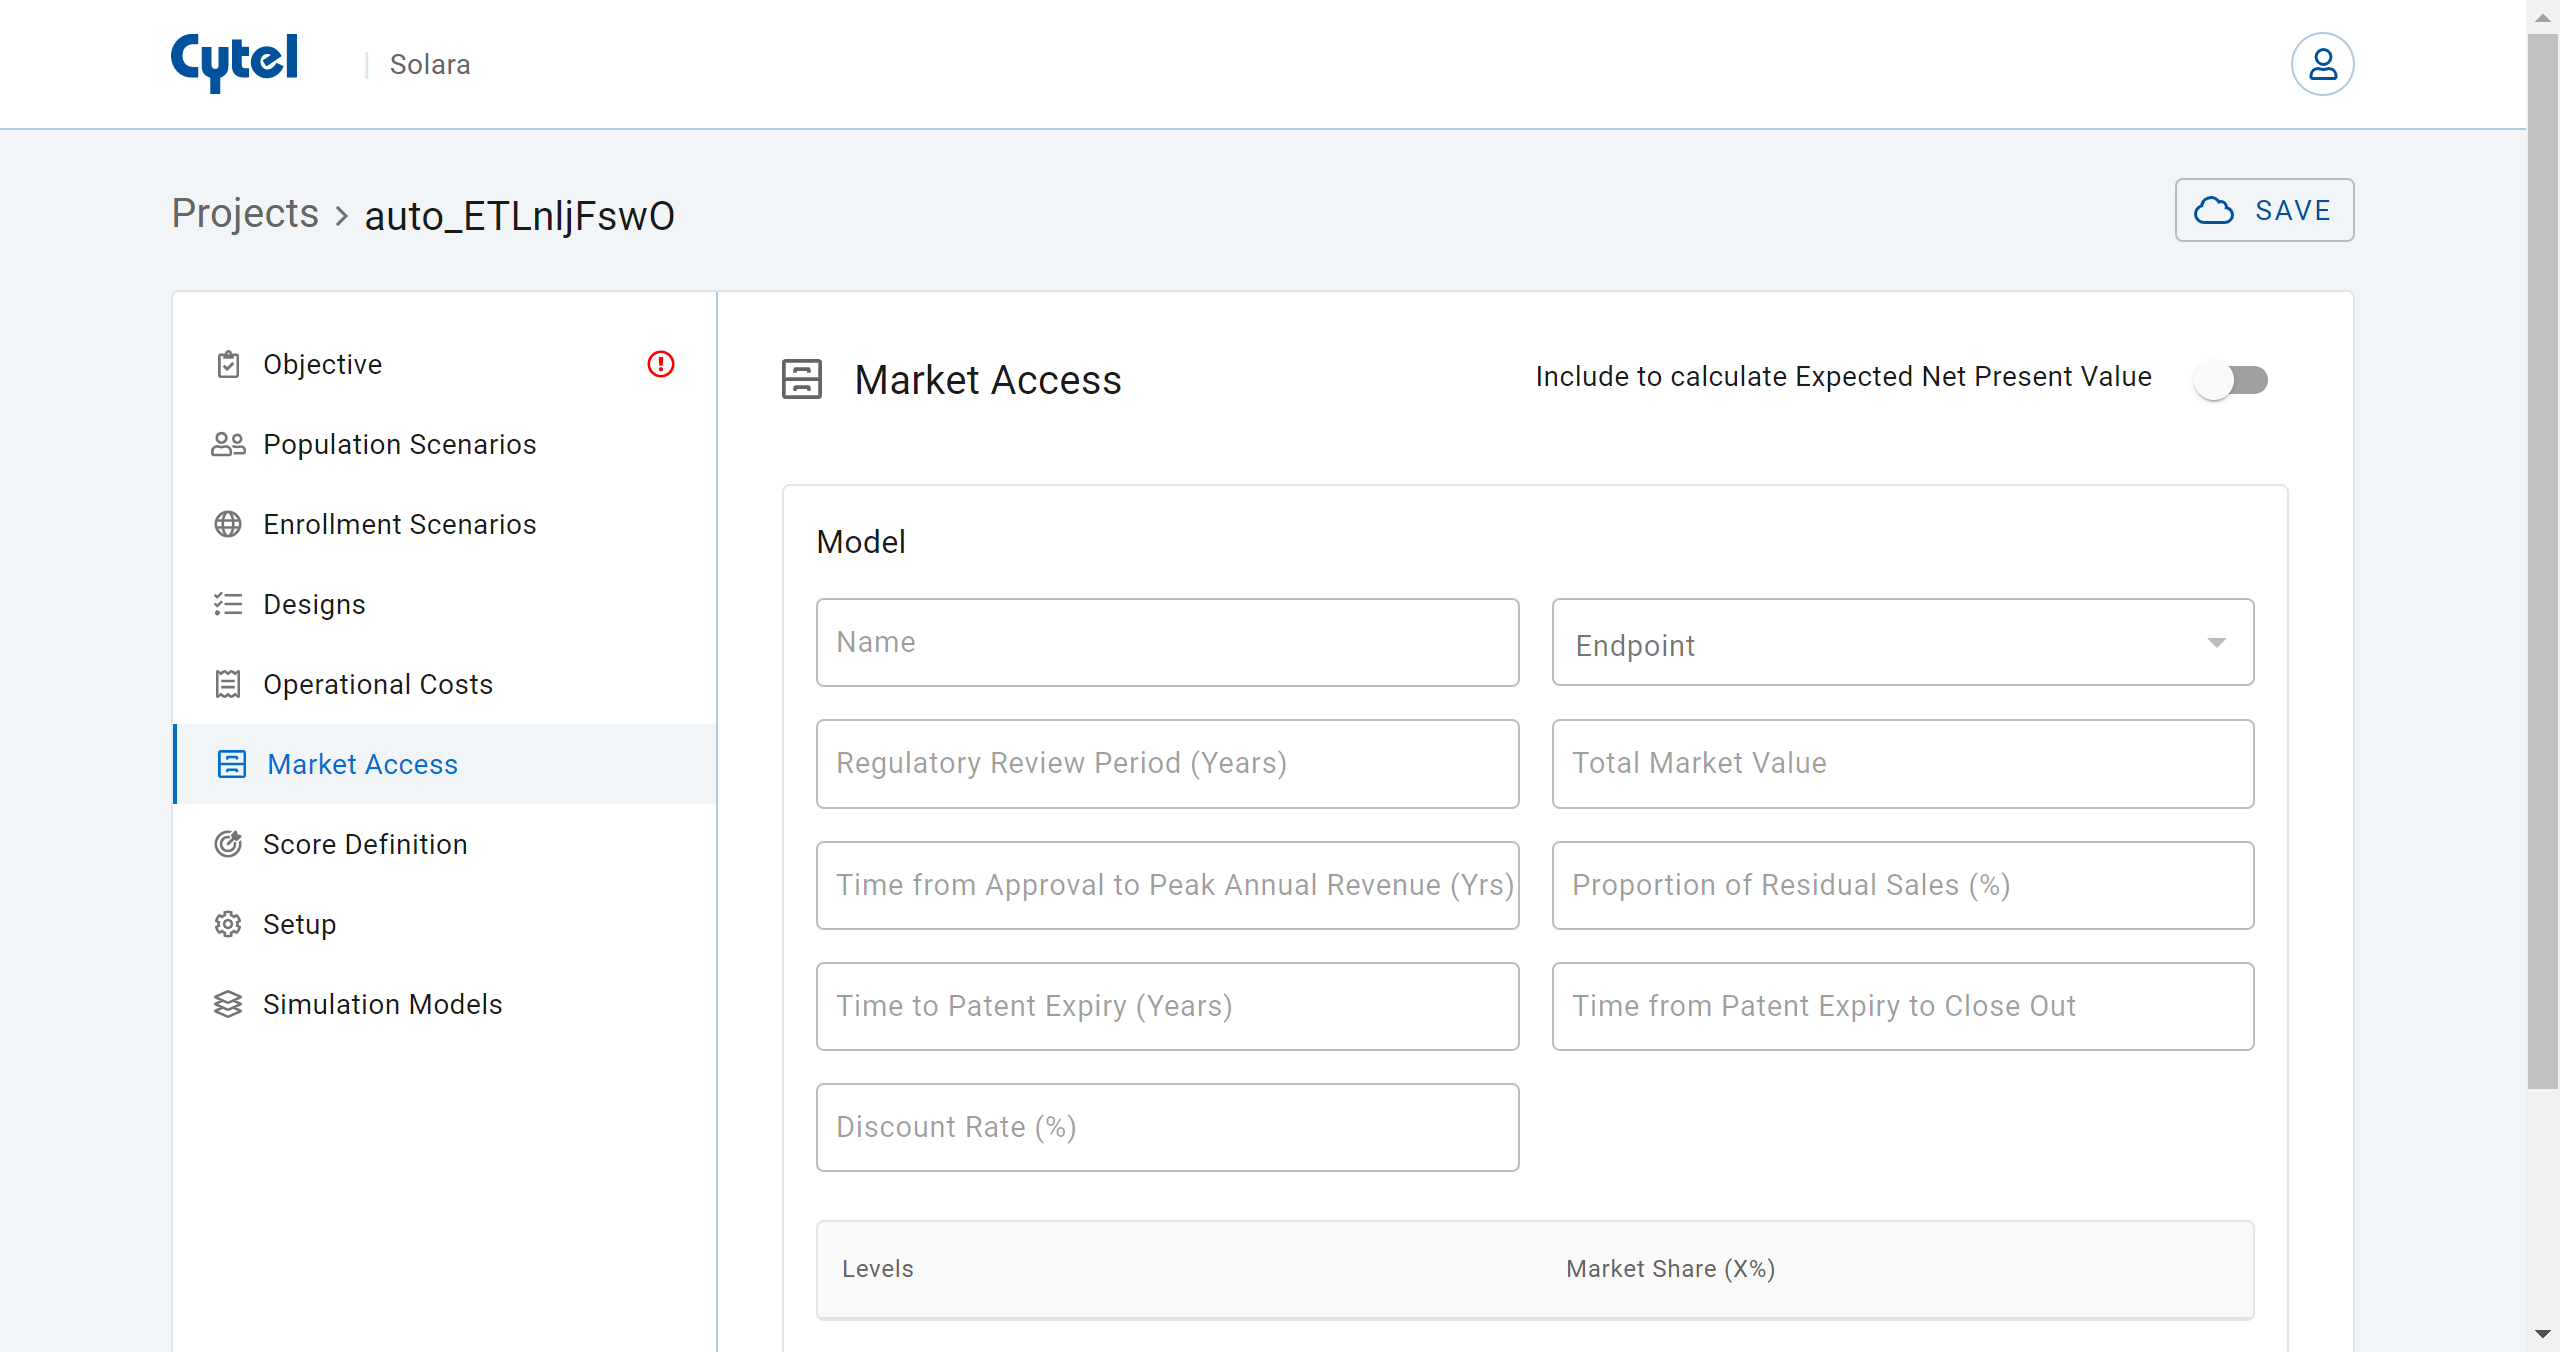 Cytel
Solara
Projects > auto_ETLnljFswO
SAVE
Objective
Population Scenarios
Enrollment Scenarios
Designs
Operational Costs
Market Access
Score Definition
Setup
Simulation Models
Market Access
Include to calculate Expected Net Present Value
Model
Name
Endpoint
Regulatory Review Period (Years)
Total Market Value
Time from Approval to Peak Annual Revenue (Yrs)
Proportion of Residual Sales (%)
Time to Patent Expiry (Years)
Time from Patent Expiry to Close Out
Discount Rate (%)
Levels
Market Share (X%)